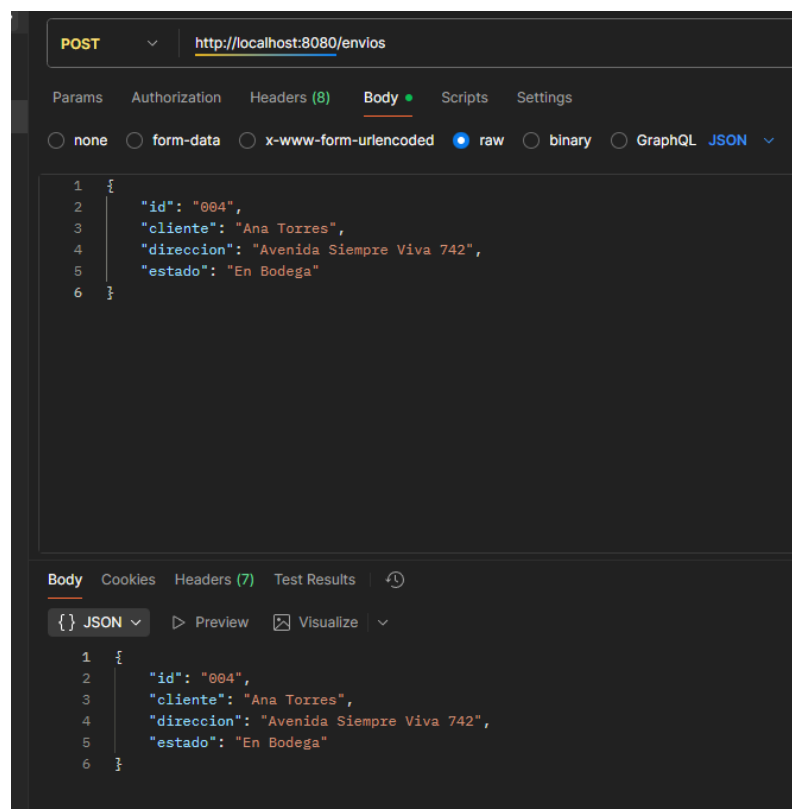 POST http://localhost:8080/envios
Params Authorization Headers (8) Body Scripts Settings
none form-data x-www-form-urlencoded raw binary GraphQL JSON
1 {
2 "id": "004",
3 "cliente": "Ana Torres",
4 "direccion": "Avenida Siempre Viva 742",
5 "estado": "En Bodega"
6 }
Body Cookies Headers (7) Test Results
{} JSON Preview Visualize
1 {
2 "id": "004",
3 "cliente": "Ana Torres",
4 "direccion": "Avenida Siempre Viva 742",
5 "estado": "En Bodega"
6 }